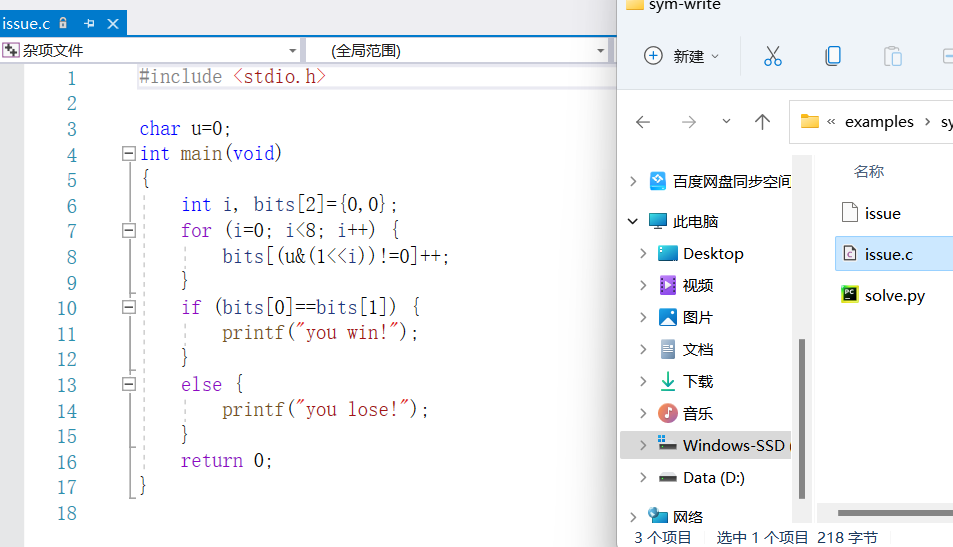 issue.c
杂项文件
(全局范围)
1 #include <stdio.h>
2
3 char u=0;
4 int main(void)
5 {
6 int i, bits[2]={0,0};
7 for (i=0; i<8; i++) {
8 bits[(u&(1<<i))!=0]++;
9 }
10 if (bits[0]==bits[1]) {
11 printf("you win!");
12 }
13 else {
14 printf("you lose!");
15 }
16 return 0;
17 }
18
sym-write
新建
« examples › sy
名称
百度网盘同步空间
此电脑
Desktop
视频
图片
文档
下载
音乐
Windows-SSD (
Data (D:)
网络
issue
issue.c
solve.py
3 个项目 选中 1 个项目 218 字节